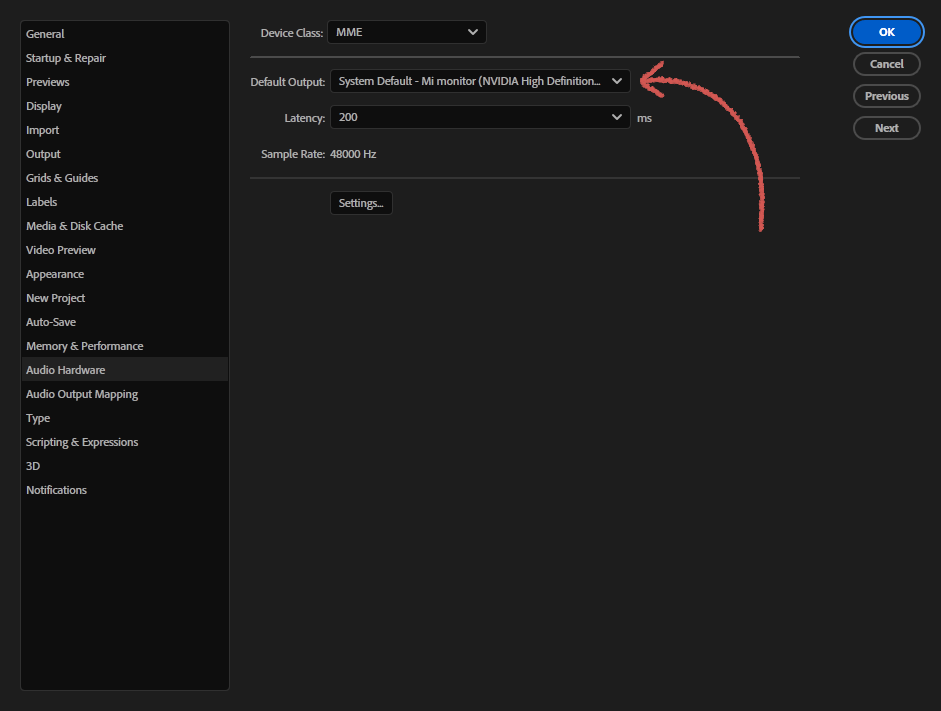 General
Startup & Repair
Previews
Display
Import
Output
Grids & Guides
Labels
Media & Disk Cache
Video Preview
Appearance
New Project
Auto-Save
Memory & Performance
Audio Hardware
Audio Output Mapping
Type
Scripting & Expressions
3D
Notifications
Device Class: MME
Default Output: System Default - Mi monitor (NVIDIA High Definition...
Latency: 200 ms
Sample Rate: 48000 Hz
Settings...
OK
Cancel
Previous
Next